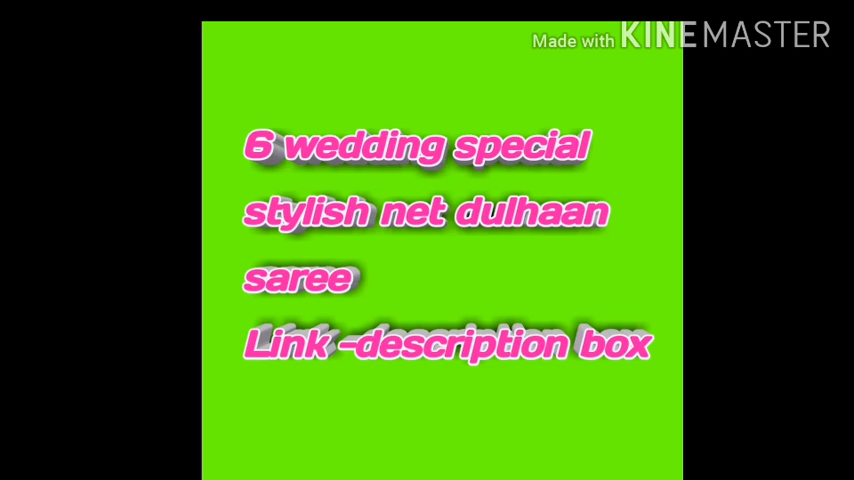 Made with KINEMASTER
6 wedding special
stylish net dulhaan
saree
Link -description box